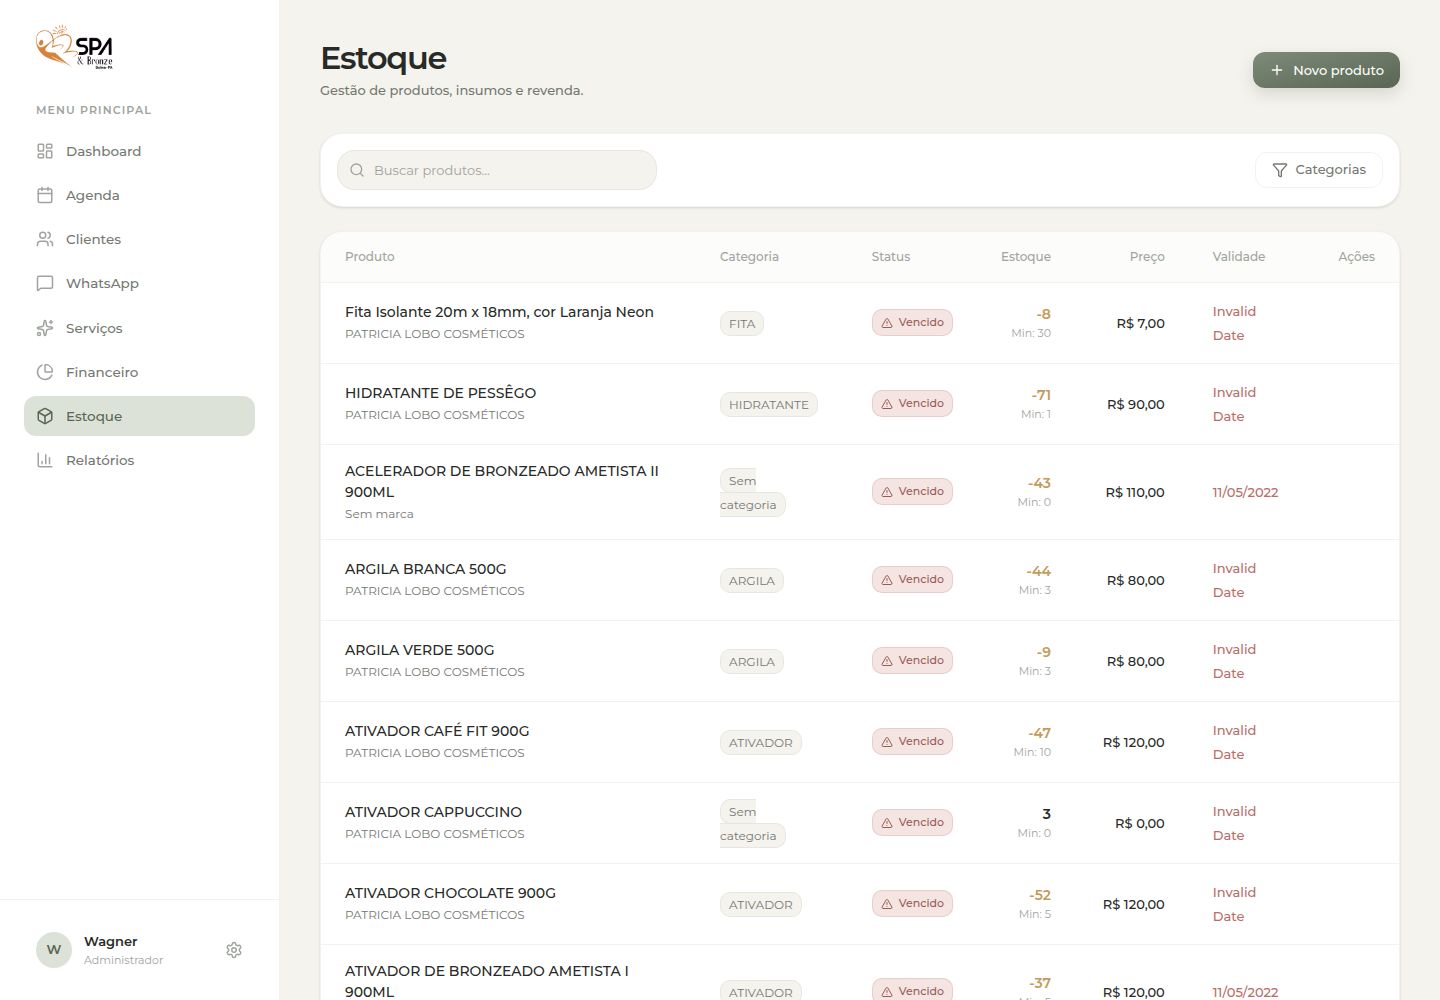 SPA
& Bronze
MENU PRINCIPAL
Dashboard
Agenda
Clientes
WhatsApp
Serviços
Financeiro
Estoque
Relatórios
W
Wagner
Administrador
Estoque
Gestão de produtos, insumos e revenda.
Novo produto
Buscar produtos...
Categorias
Produto Categoria Status Estoque Preço Validade Ações
Fita Isolante 20m x 18mm, cor Laranja Neon
PATRICIA LOBO COSMÉTICOS
FITA
Vencido
-8
Min: 30
R$ 7,00
Invalid
Date
HIDRATANTE DE PESSÊGO
PATRICIA LOBO COSMÉTICOS
HIDRATANTE
Vencido
-71
Min: 1
R$ 90,00
Invalid
Date
ACELERADOR DE BRONZEADO AMETISTA II
900ML
Sem marca
Sem
categoria
Vencido
-43
Min: 0
R$ 110,00
11/05/2022
ARGILA BRANCA 500G
PATRICIA LOBO COSMÉTICOS
ARGILA
Vencido
-44
Min: 3
R$ 80,00
Invalid
Date
ARGILA VERDE 500G
PATRICIA LOBO COSMÉTICOS
ARGILA
Vencido
-9
Min: 3
R$ 80,00
Invalid
Date
ATIVADOR CAFÉ FIT 900G
PATRICIA LOBO COSMÉTICOS
ATIVADOR
Vencido
-47
Min: 10
R$ 120,00
Invalid
Date
ATIVADOR CAPPUCCINO
PATRICIA LOBO COSMÉTICOS
Sem
categoria
Vencido
3
Min: 0
R$ 0,00
Invalid
Date
ATIVADOR CHOCOLATE 900G
PATRICIA LOBO COSMÉTICOS
ATIVADOR
Vencido
-52
Min: 5
R$ 120,00
Invalid
Date
ATIVADOR DE BRONZEADO AMETISTA I
900ML
ATIVADOR
Vencido
-37
R$ 120,00
11/05/2022